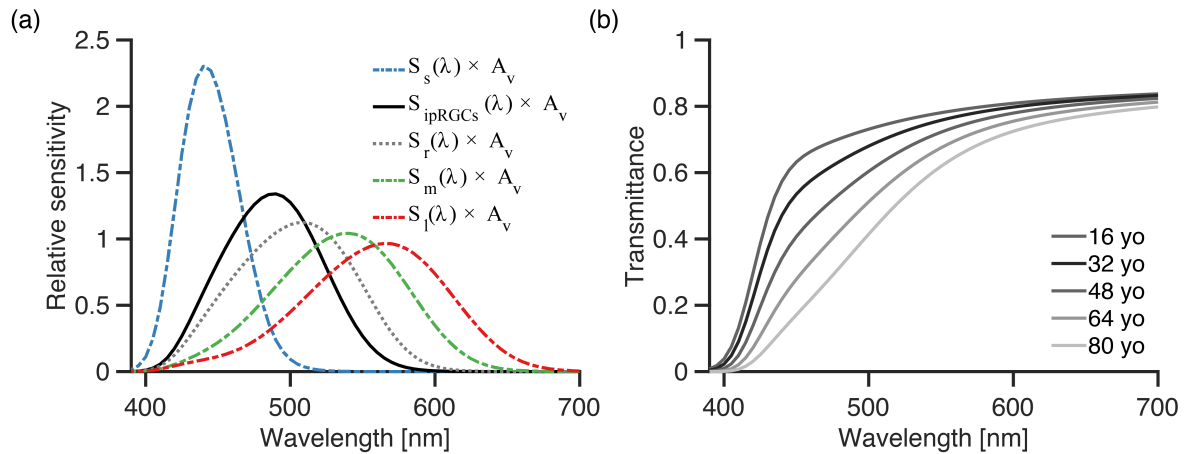 (a)
2.5
2
1.5
1
0.5
0
400
500
600
700
Relative sensitivity
Wavelength [nm]
S_s(λ) × A_v
S_ipRGCs (λ) × A_v
S_r(λ) × A_v
S_m(λ) × A_v
S_l(λ) × A_v
(b)
1
0.8
0.6
0.4
0.2
0
400
500
600
700
Transmittance
Wavelength [nm]
16 yo
32 yo
48 yo
64 yo
80 yo